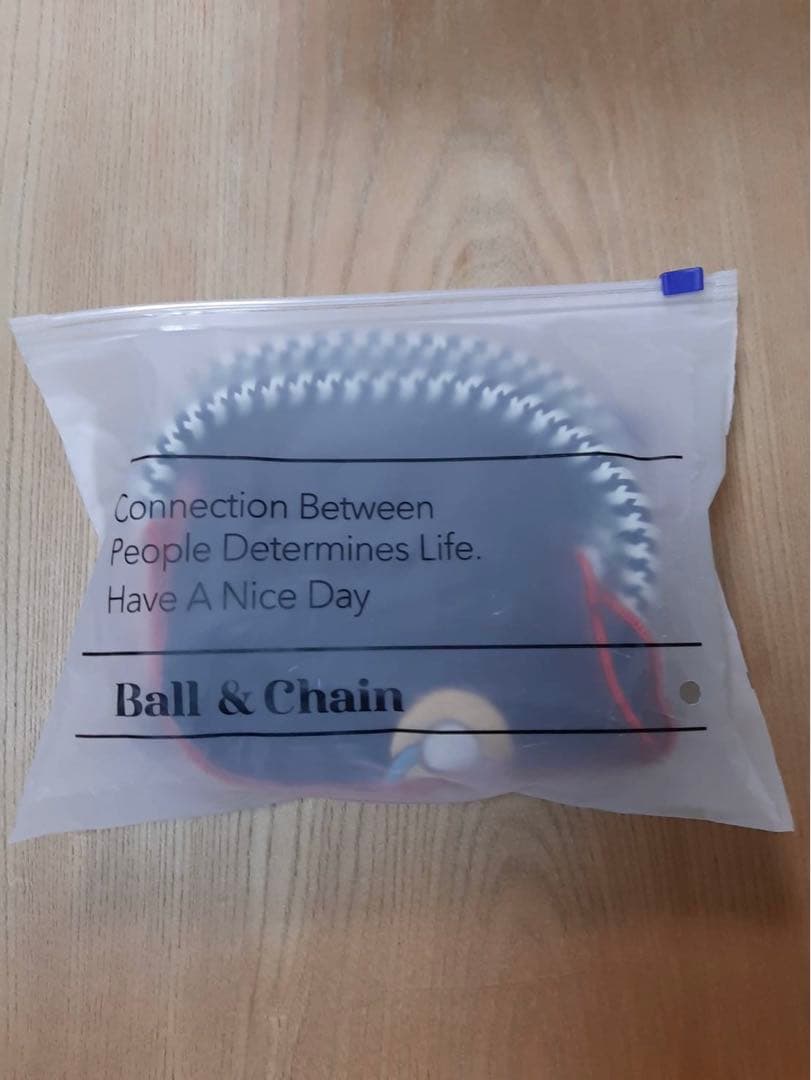 Connection Between
People Determines Life.
Have A Nice Day
Ball & Chain